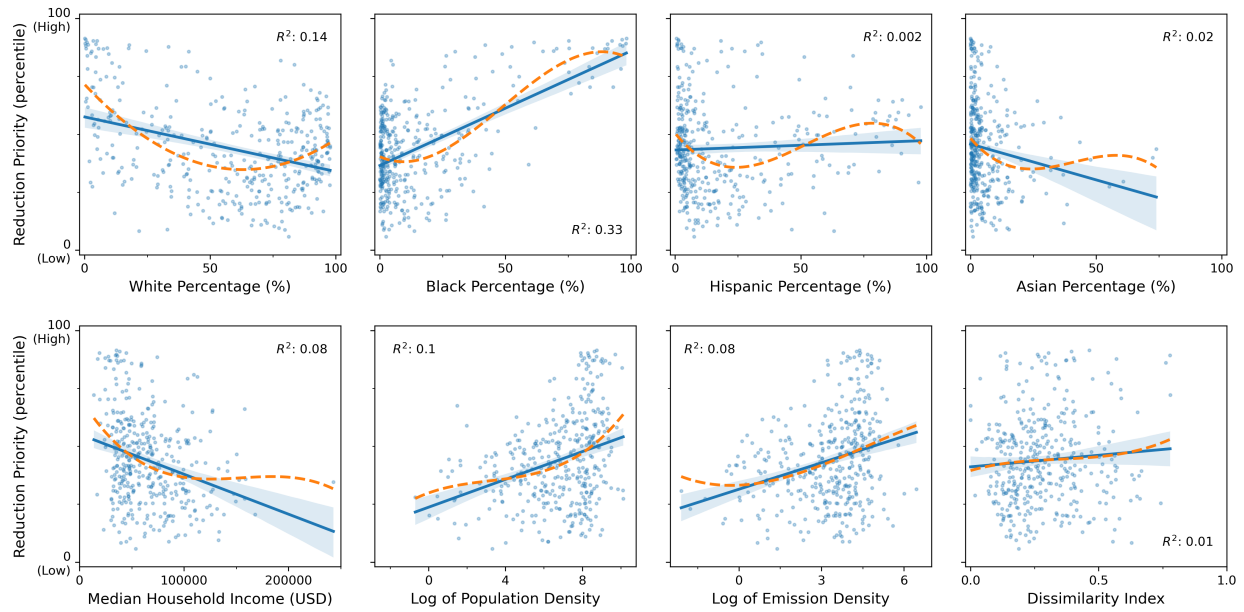 Reduction Priority (percentile)
100
(High)
0
(Low)
R²: 0.14
0
50
100
White Percentage (%)
R²: 0.33
0
50
100
Black Percentage (%)
R²: 0.002
0
50
100
Hispanic Percentage (%)
R²: 0.02
0
50
100
Asian Percentage (%)
Reduction Priority (percentile)
100
(High)
0
(Low)
R²: 0.08
0
100000
200000
Median Household Income (USD)
R²: 0.1
0
4
8
Log of Population Density
R²: 0.08
0
3
6
Log of Emission Density
R²: 0.01
0.0
0.5
1.0
Dissimilarity Index